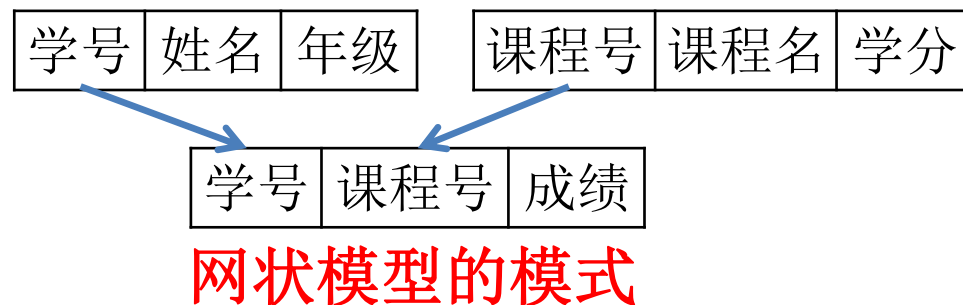 学号 姓名 年级 课程号 课程名 学分
学号 课程号 成绩
网状模型的模式